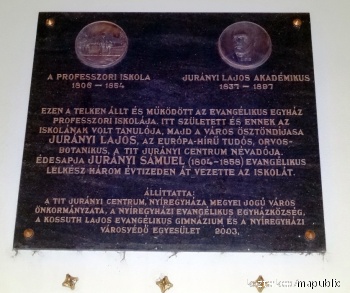 A PROFESSZORI ISKOLA
1806 - 1854
JURÁNYI LAJOS AKADÉMIKUS
1837 - 1897
EZEN A TELKEN ÁLLT ÉS MŰKÖDÖTT AZ EVANGÉLIKUS EGYHÁZ
PROFESSZORI ISKOLÁJA. ITT SZÜLETETT ÉS ENNEK AZ
ISKOLÁNAK VOLT TANULÓJA, MAJD A VÁROS ÖSZTÖNDÍJASA
JURÁNYI LAJOS, AZ EURÓPA-HÍRŰ TUDÓS, ORVOS-
BOTANIKUS, A TIT JURÁNYI CENTRUM NÉVADÓJA.
ÉDESAPJA JURÁNYI SÁMUEL (1804-1858) EVANGÉLIKUS
LELKÉSZ HÁROM ÉVTIZEDEN ÁT VEZETTE AZ ISKOLÁT.
ÁLLÍTTATTA:
A TIT JURÁNYI CENTRUM, NYÍREGYHÁZA MEGYEI JOGÚ VÁROS
ÖNKORMÁNYZATA, A NYÍREGYHÁZI EVANGÉLIKUS EGYHÁZKÖZSÉG,
A KOSSUTH LAJOS EVANGÉLIKUS GIMNÁZIUM ÉS A NYÍREGYHÁZI
VÁROSVÉDŐ EGYESÜLET 2003.